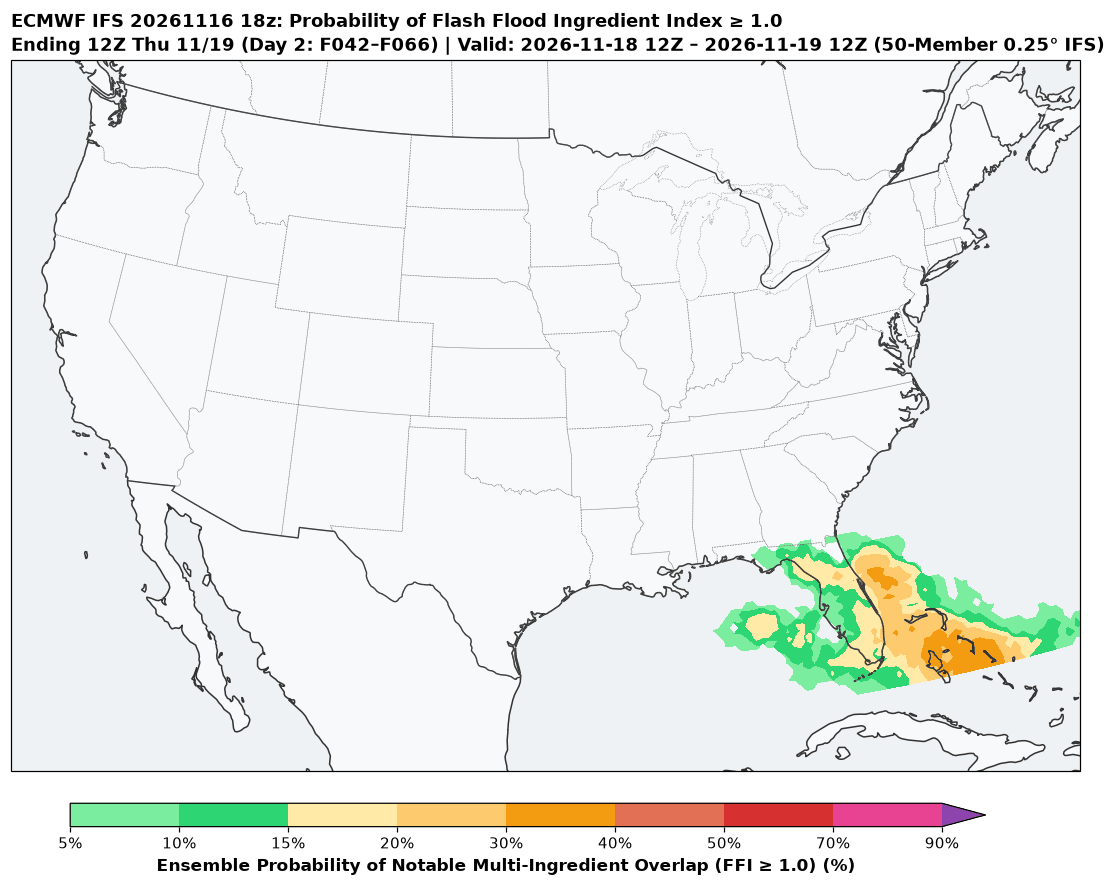 ECMWF IFS 20261116 18z: Probability of Flash Flood Ingredient Index ≥ 1.0
Ending 12Z Thu 11/19 (Day 2: F042–F066) | Valid: 2026-11-18 12Z – 2026-11-19 12Z (50-Member 0.25° IFS)
5% 10% 15% 20% 30% 40% 50% 70% 90%
Ensemble Probability of Notable Multi-Ingredient Overlap (FFI ≥ 1.0) (%)